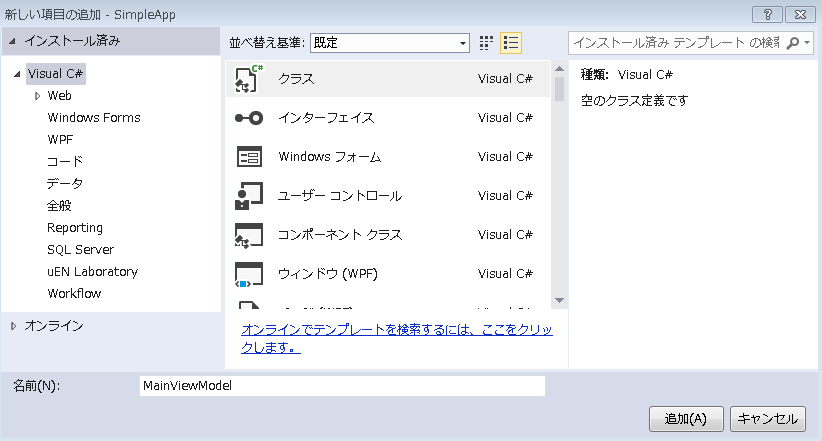 新しい項目の追加 - SimpleApp
インストール済み
並べ替え基準: 既定
インストール済み テンプレート の検索
Visual C#
Web
Windows Forms
WPF
コード
データ
全般
Reporting
SQL Server
uEN Laboratory
Workflow
オンライン
C#
クラス Visual C#
インターフェイス Visual C#
Windows フォーム Visual C#
ユーザー コントロール Visual C#
コンポーネント クラス Visual C#
ウィンドウ (WPF) Visual C#
オンラインでテンプレートを検索するには、ここをクリッ
クします。
種類: Visual C#
空のクラス定義です
名前(N): MainViewModel
追加(A) キャンセル